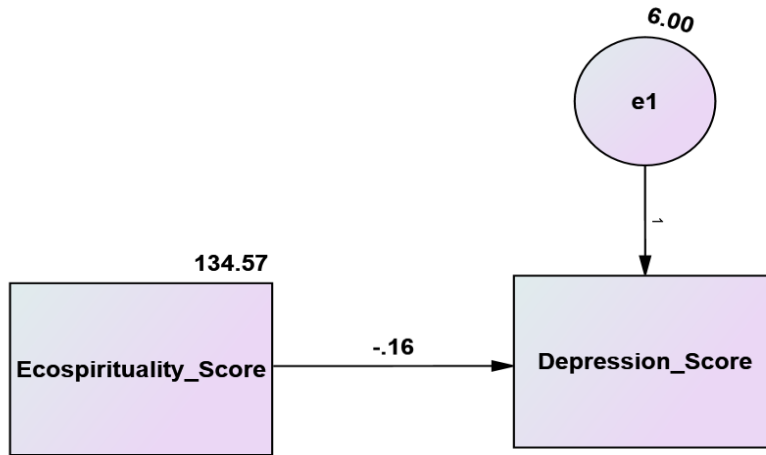 6.00
e1
1
134.57
Ecospirituality_Score
-.16
Depression_Score